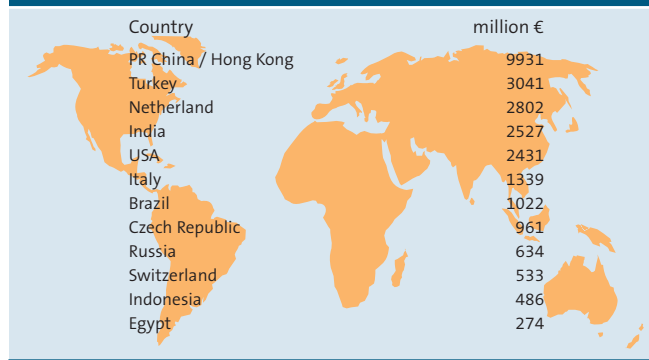 Country million €
PR China / Hong Kong 9931
Turkey 3041
Netherland 2802
India 2527
USA 2431
Italy 1339
Brazil 1022
Czech Republic 961
Russia 634
Switzerland 533
Indonesia 486
Egypt 274